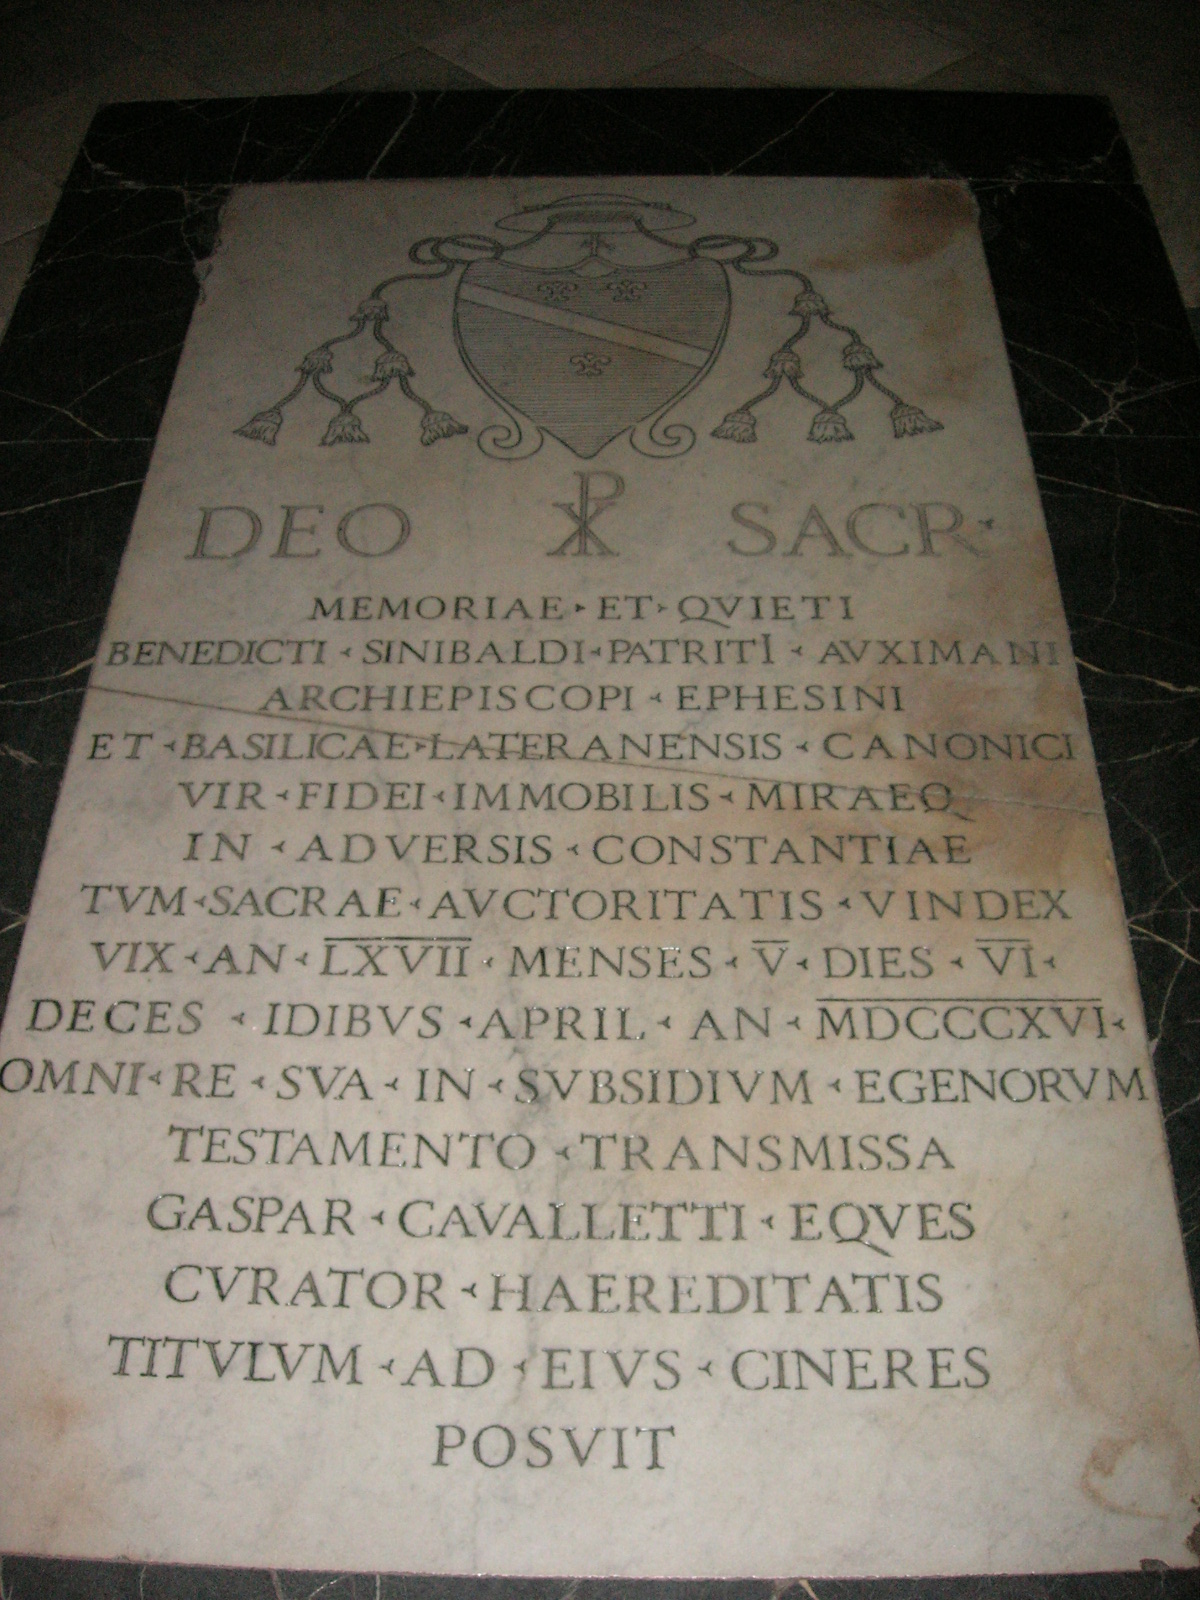 DEO ☧ SACR·
MEMORIAE · ET · QVIETI
BENEDICTI · SINIBALDI · PATRITI · AVXIMANI
ARCHIEPISCOPI · EPHESINI
ET · BASILICAE · LATERANENSIS · CANONICI
VIR · FIDEI · IMMOBILIS · MIRAEQ
IN · ADVERSIS · CONSTANTIAE
TVM · SACRAE · AVCTORITATIS · VINDEX
VIX · AN · LXVII · MENSES · V · DIES · VI ·
DECES · IDIBVS · APRIL · AN · MDCCCXVI ·
OMNI · RE · SVA · IN · SVBSIDIVM · EGENORVM
TESTAMENTO · TRANSMISSA
GASPAR · CAVALLETTI · EQVES
CVRATOR · HAEREDITATIS
TITVLVM · AD · EIVS · CINERES
POSVIT